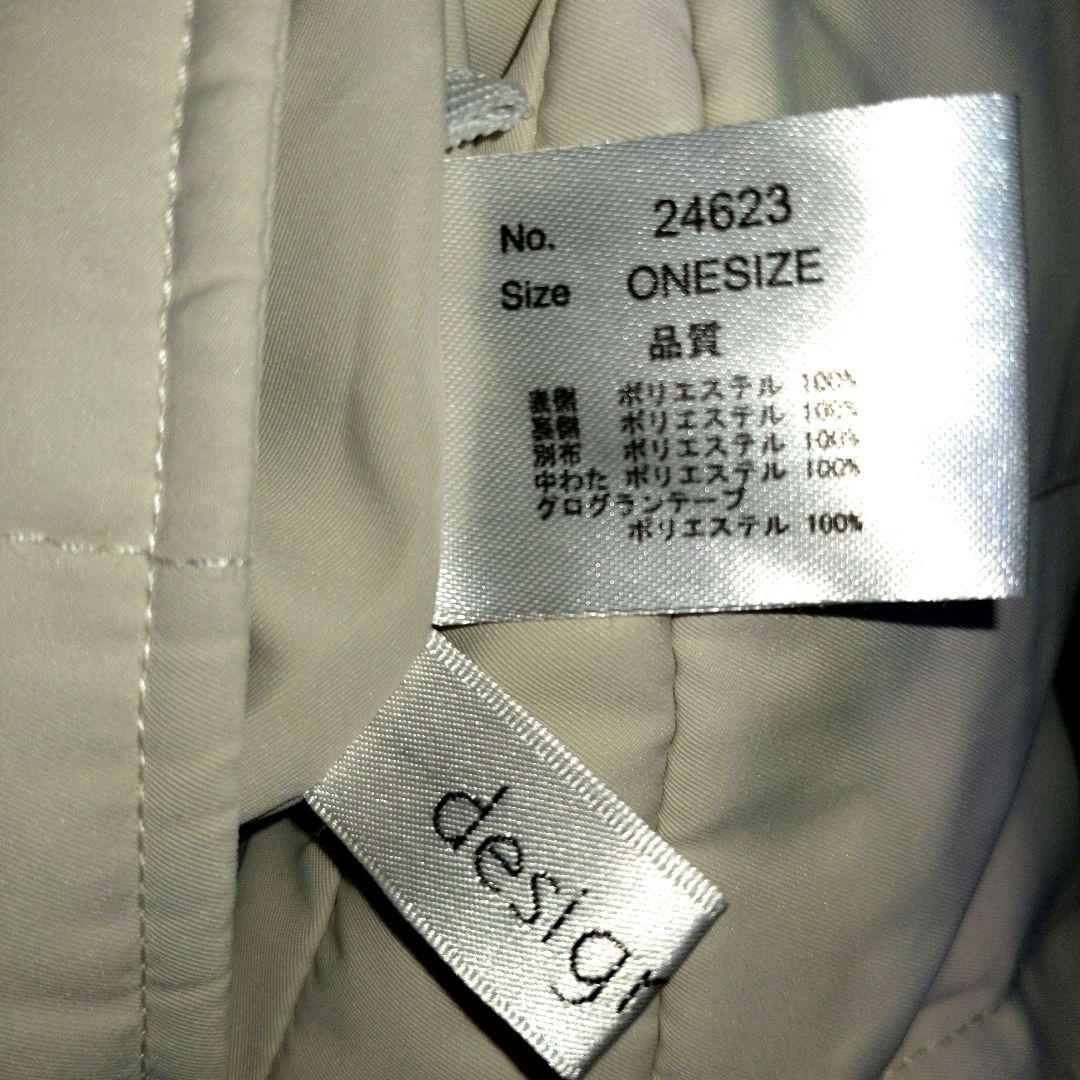 No. 24623
Size ONESIZE
品質
表側 ポリエステル 100%
裏側 ポリエステル 100%
別布 ポリエステル 100%
中わた ポリエステル 100%
グログランテープ
ポリエステル 100%
design